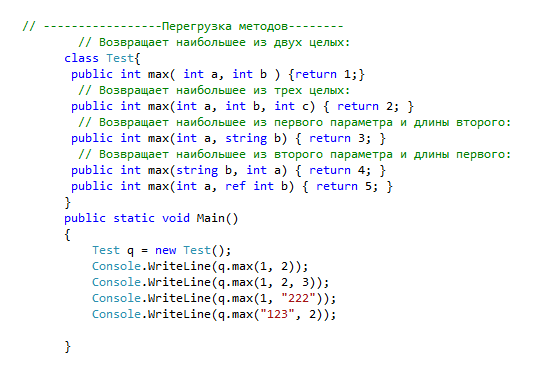 // -----------------Перегрузка методов--------
// Возвращает наибольшее из двух целых:
class Test{
public int max( int a, int b ) {return 1;}
// Возвращает наибольшее из трех целых:
public int max(int a, int b, int c) { return 2; }
// Возвращает наибольшее из первого параметра и длины второго:
public int max(int a, string b) { return 3; }
// Возвращает наибольшее из второго параметра и длины первого:
public int max(string b, int a) { return 4; }
public int max(int a, ref int b) { return 5; }
}
public static void Main()
{
Test q = new Test();
Console.WriteLine(q.max(1, 2));
Console.WriteLine(q.max(1, 2, 3));
Console.WriteLine(q.max(1, "222"));
Console.WriteLine(q.max("123", 2));
}